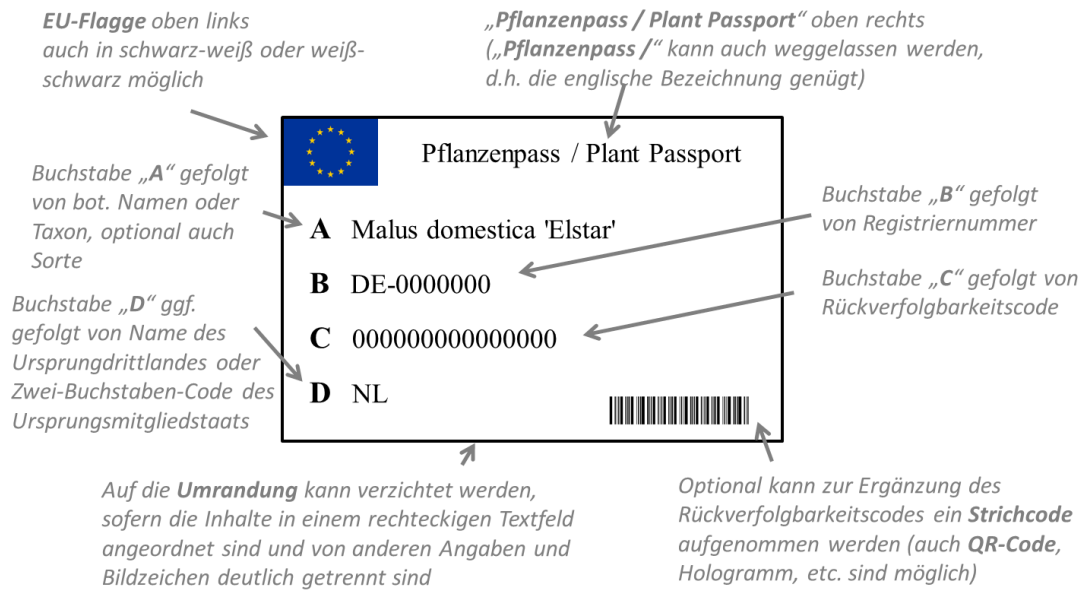 EU-Flagge oben links
auch in schwarz-weiß oder weiß-
schwarz möglich
„Pflanzenpass / Plant Passport“ oben rechts
(„Pflanzenpass /“ kann auch weggelassen werden,
d.h. die englische Bezeichnung genügt)
Pflanzenpass / Plant Passport
Buchstabe „A“ gefolgt
von bot. Namen oder
Taxon, optional auch
Sorte
A Malus domestica 'Elstar'
Buchstabe „B“ gefolgt
von Registriernummer
B DE-0000000
Buchstabe „C“ gefolgt von
Rückverfolgbarkeitscode
C 000000000000000
Buchstabe „D“ ggf.
gefolgt von Name des
Ursprungdrittlandes oder
Zwei-Buchstaben-Code des
Ursprungsmitgliedstaats
D NL
Auf die Umrandung kann verzichtet werden,
sofern die Inhalte in einem rechteckigen Textfeld
angeordnet sind und von anderen Angaben und
Bildzeichen deutlich getrennt sind
Optional kann zur Ergänzung des
Rückverfolgbarkeitscodes ein Strichcode
aufgenommen werden (auch QR-Code,
Hologramm, etc. sind möglich)